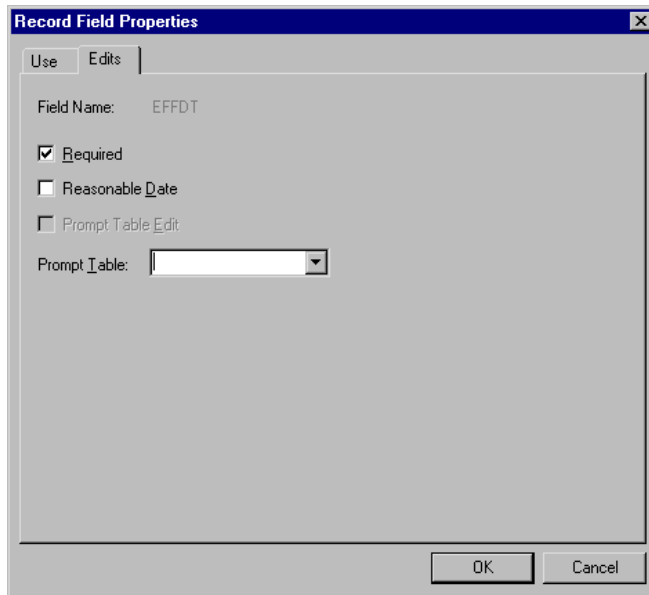 Record Field Properties
Use Edits
Field Name: EFFDT
Required
Reasonable Date
Prompt Table Edit
Prompt Table:
OK Cancel